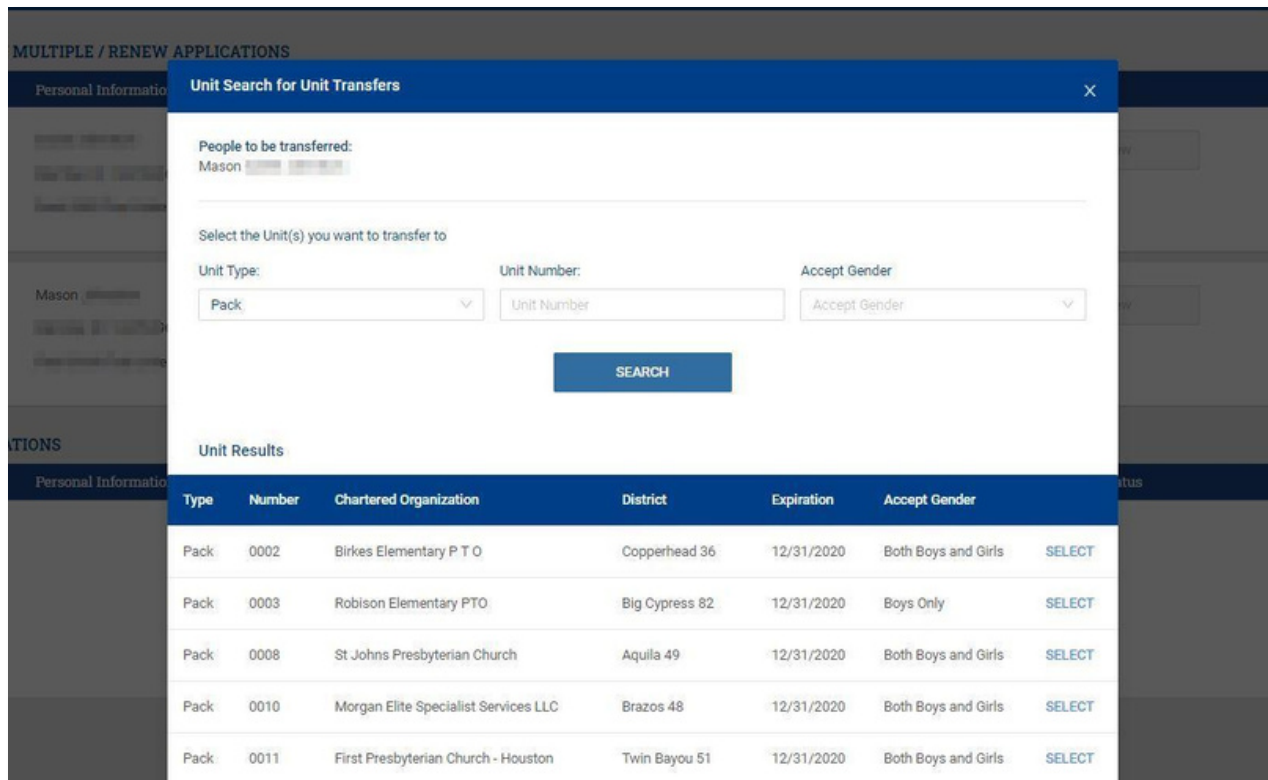 MULTIPLE / RENEW APPLICATIONS
Personal Informatio
Unit Search for Unit Transfers
People to be transferred:
Mason
Select the Unit(s) you want to transfer to
Unit Type: Unit Number: Accept Gender
Pack Unit Number Accept Gender
Mason
SEARCH
ATIONS
Unit Results
Personal Informatio
atus
Type Number Chartered Organization District Expiration Accept Gender
Pack 0002 Birkes Elementary P T O Copperhead 36 12/31/2020 Both Boys and Girls SELECT
Pack 0003 Robison Elementary PTO Big Cypress 82 12/31/2020 Boys Only SELECT
Pack 0008 St Johns Presbyterian Church Aquila 49 12/31/2020 Both Boys and Girls SELECT
Pack 0010 Morgan Elite Specialist Services LLC Brazos 48 12/31/2020 Both Boys and Girls SELECT
Pack 0011 First Presbyterian Church - Houston Twin Bayou 51 12/31/2020 Both Boys and Girls SELECT